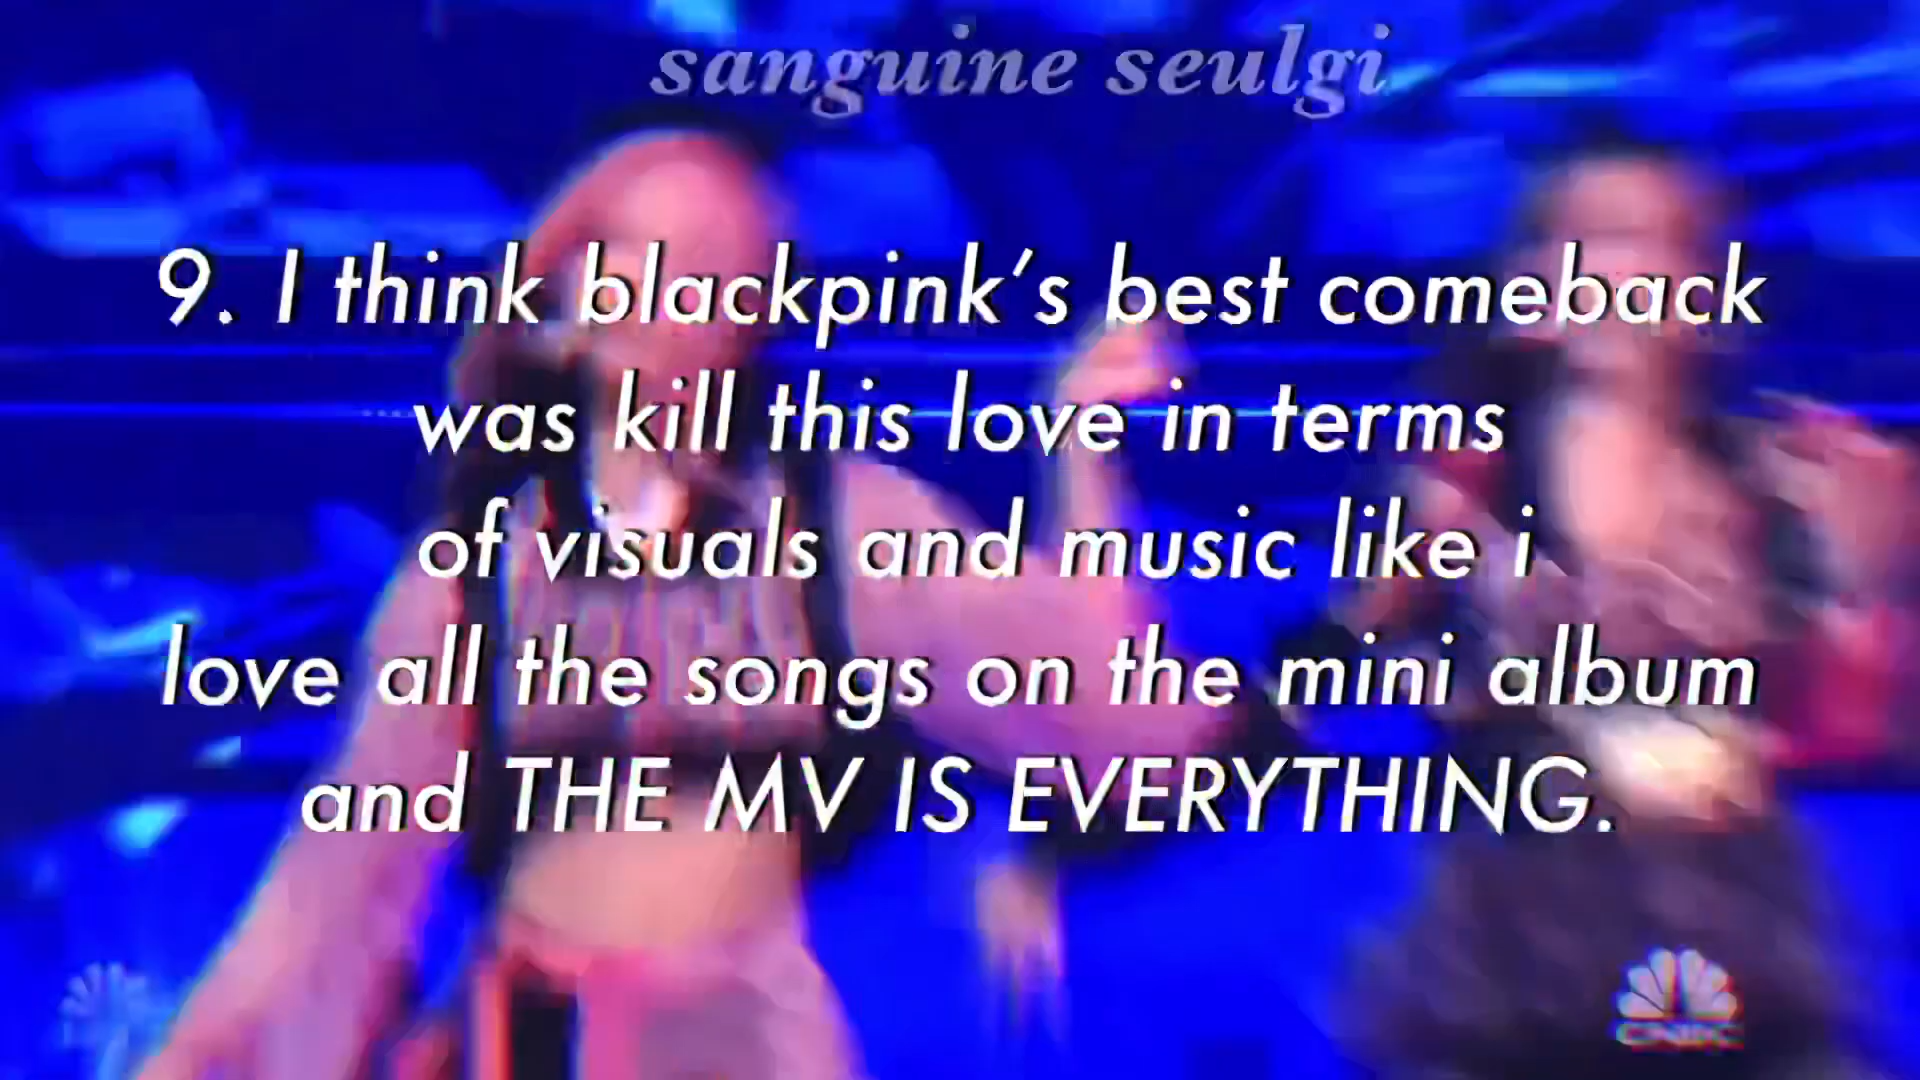 sanguine seulgi
9. I think blackpink's best comeback
was kill this love in terms
of visuals and music like i
love all the songs on the mini album
and THE MV IS EVERYTHING.
CNBC